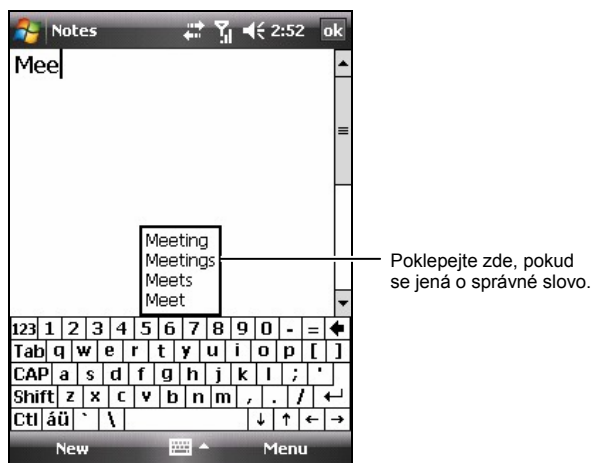 Notes 2:52 ok
Mee
Meeting
Meetings
Meets
Meet
Poklepejte zde, pokud
se jená o správné slovo.
123 1 2 3 4 5 6 7 8 9 0 - =
Tab q w e r t y u i o p [ ]
CAP a s d f g h j k l ; '
Shift z x c v b n m , . /
Ctl áü ` \ ↓ ↑ ← →
New Menu